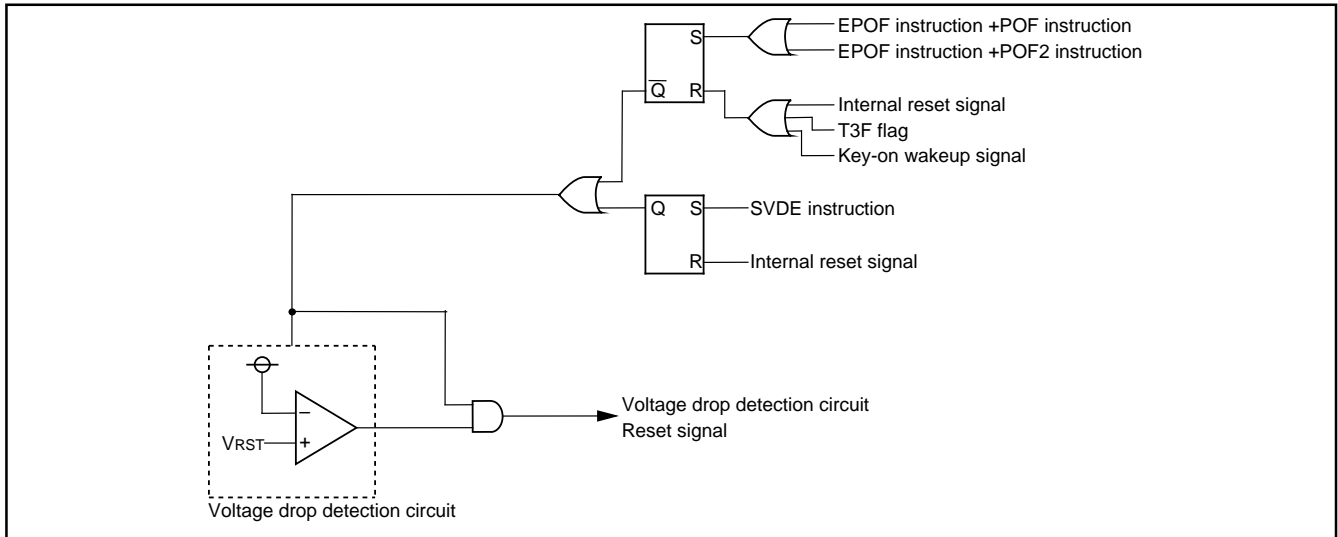 EPOF instruction +POF instruction
S
EPOF instruction +POF2 instruction
Q R
Internal reset signal
T3F flag
Key-on wakeup signal
Q S
SVDE instruction
R
Internal reset signal
−
VRST
+
Voltage drop detection circuit
Reset signal
Voltage drop detection circuit